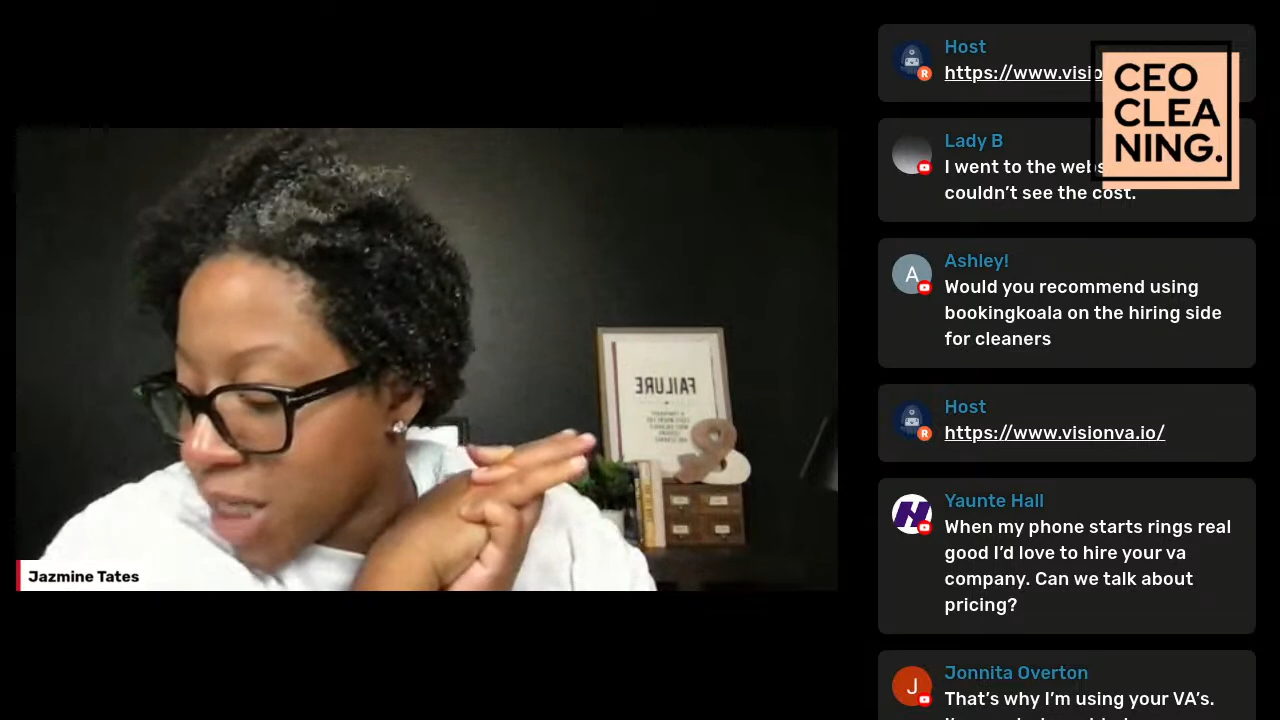 Host
https://www.visio
CEO
CLEA
NING.
Lady B
I went to the webs
couldn’t see the cost.
Ashley!
A
Would you recommend using
bookingkoala on the hiring side
for cleaners
Host
https://www.visionva.io/
Yaunte Hall
When my phone starts rings real
good I’d love to hire your va
company. Can we talk about
pricing?
Jonnita Overton
J
That’s why I’m using your VA’s.
FAILURE
Jazmine Tates